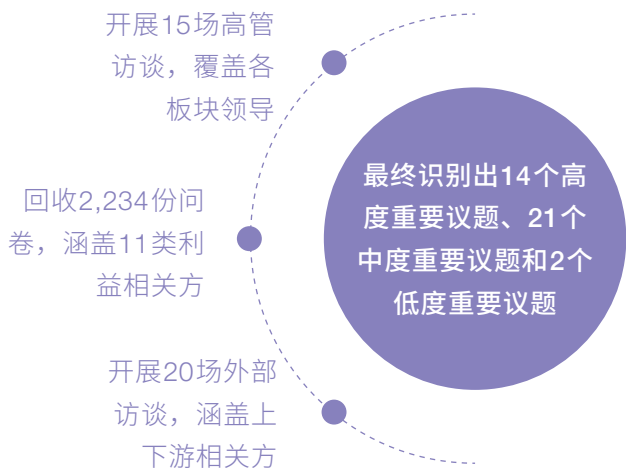 开展15场高管
访谈，覆盖各
板块领导
回收2,234份问
卷，涵盖11类利
益相关方
开展20场外部
访谈，涵盖上
下游相关方
最终识别出14个高
度重要议题、21个
中度重要议题和2个
低度重要议题